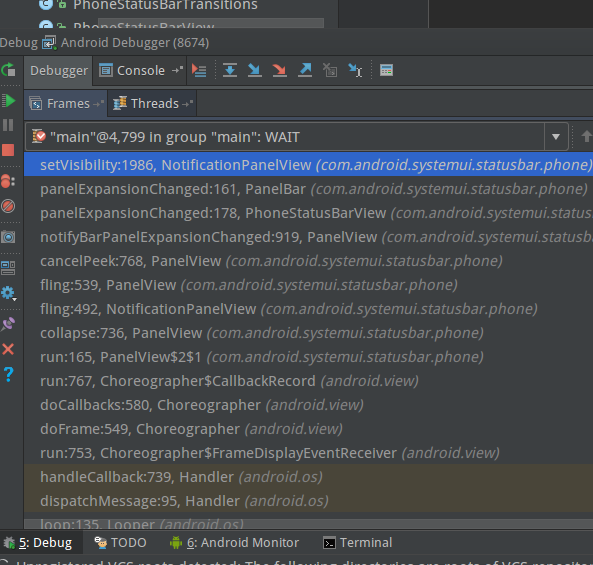 PhoneStatusBarTransitions
PhoneStatusBarView
Debug Android Debugger (8674)
Debugger Console
Frames Threads
"main"@4,799 in group "main": WAIT
setVisibility:1986, NotificationPanelView (com.android.systemui.statusbar.phone)
panelExpansionChanged:161, PanelBar (com.android.systemui.statusbar.phone)
panelExpansionChanged:178, PhoneStatusBarView (com.android.systemui.status
notifyBarPanelExpansionChanged:919, PanelView (com.android.systemui.statusb
cancelPeek:768, PanelView (com.android.systemui.statusbar.phone)
fling:539, PanelView (com.android.systemui.statusbar.phone)
fling:492, NotificationPanelView (com.android.systemui.statusbar.phone)
collapse:736, PanelView (com.android.systemui.statusbar.phone)
run:165, PanelView$2$1 (com.android.systemui.statusbar.phone)
run:767, Choreographer$CallbackRecord (android.view)
doCallbacks:580, Choreographer (android.view)
doFrame:549, Choreographer (android.view)
run:753, Choreographer$FrameDisplayEventReceiver (android.view)
handleCallback:739, Handler (android.os)
dispatchMessage:95, Handler (android.os)
loop:135, Looper (android.os)
5: Debug TODO 6: Android Monitor Terminal
Unregistered VCS roots detected: The following directories are roots of VCS reposito